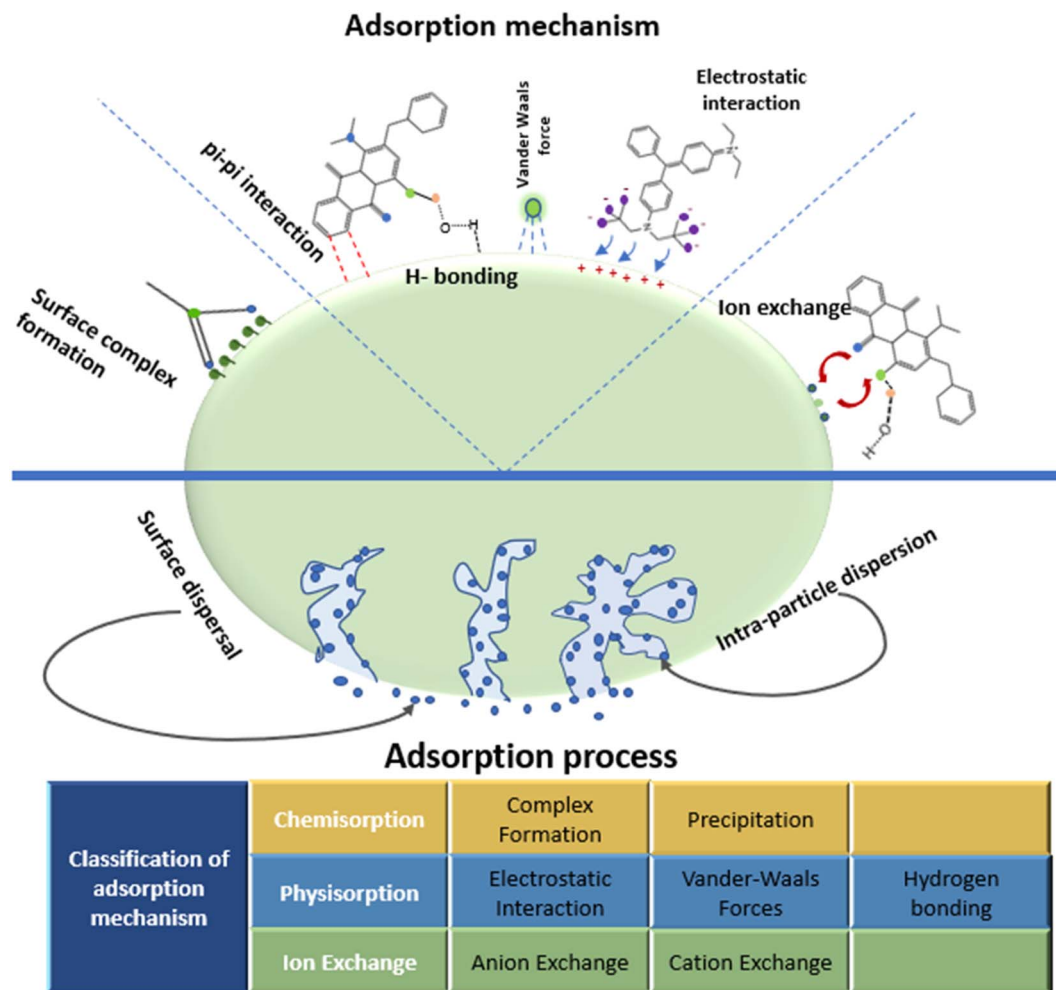 Adsorption mechanism
Electrostatic
interaction
Vander Waals
force
pi-pi interaction
N
O
H
N
N
H- bonding
+ + + + + +
Surface complex
formation
Ion exchange
O
H
Surface dispersal
Intra-particle dispersion
Adsorption process
Classification of
adsorption
mechanism
Chemisorption
Complex
Formation
Precipitation
Physisorption
Electrostatic
Interaction
Vander-Waals
Forces
Hydrogen
bonding
Ion Exchange
Anion Exchange
Cation Exchange